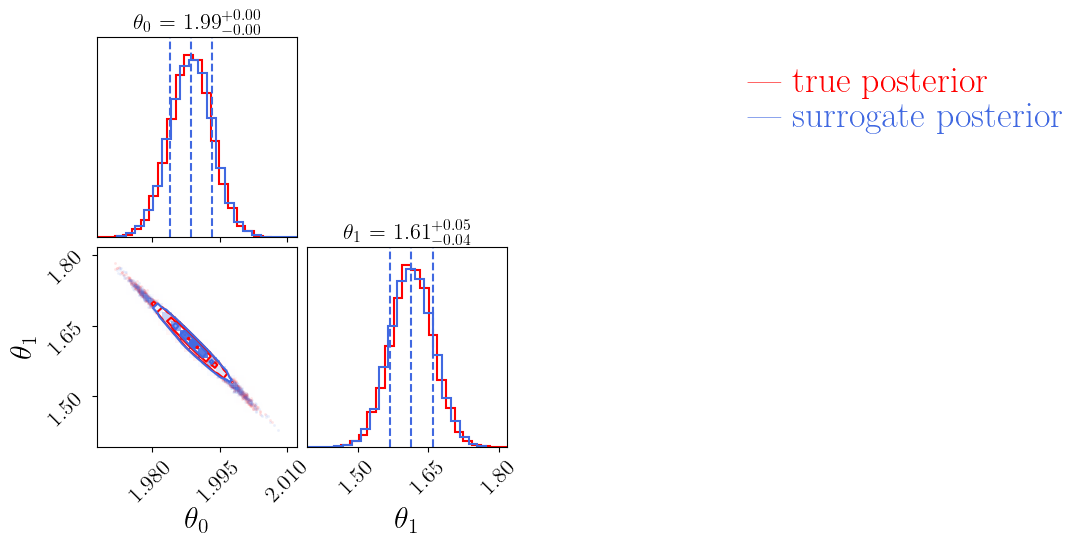 θ₀ = 1.99⁺⁰·⁰⁰₋₀.₀₀
true posterior
surrogate posterior
θ₁ = 1.61⁺⁰·⁰⁵₋₀.₀₄
1.80
1.65
1.50
θ₁
1.980 1.995 2.010
1.50 1.65 1.80
θ₀
θ₁